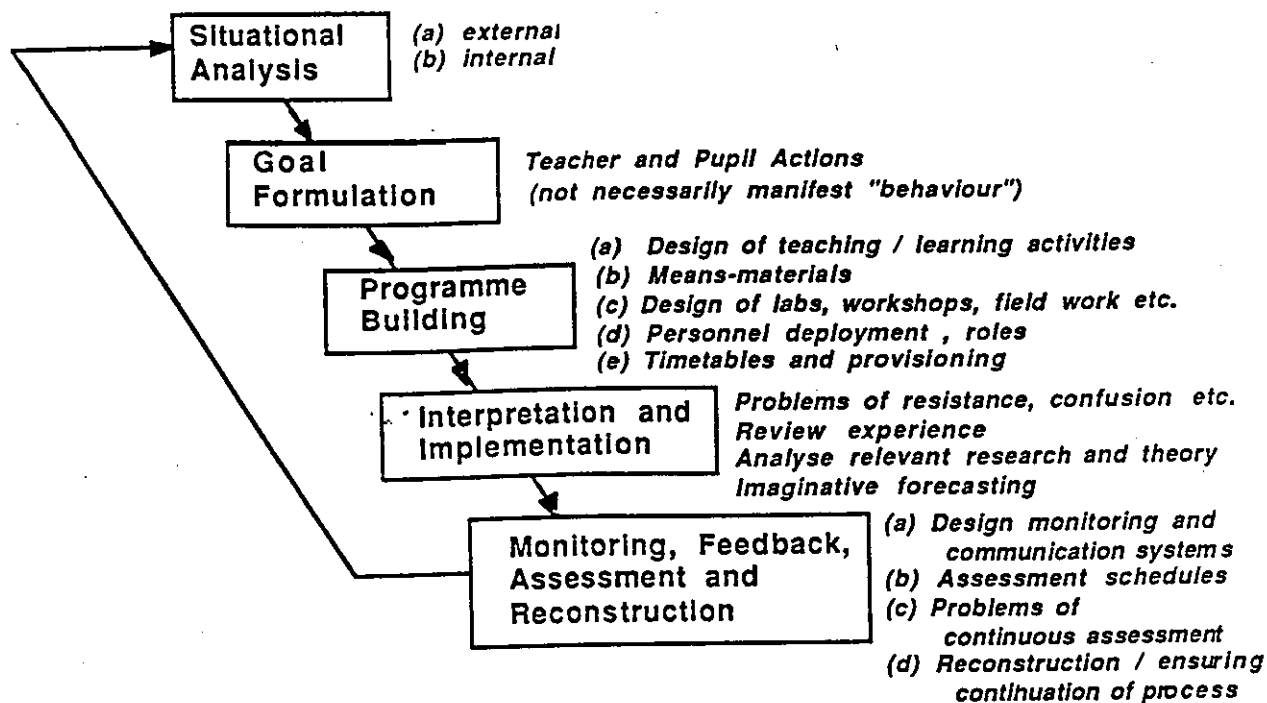 Situational
Analysis
(a) external
(b) internal
Goal
Formulation
Teacher and Pupil Actions
(not necessarily manifest "behaviour")
Programme
Building
(a) Design of teaching / learning activities
(b) Means-materials
(c) Design of labs, workshops, field work etc.
(d) Personnel deployment , roles
(e) Timetables and provisioning
Interpretation and
Implementation
Problems of resistance, confusion etc.
Review experience
Analyse relevant research and theory
Imaginative forecasting
Monitoring, Feedback,
Assessment and
Reconstruction
(a) Design monitoring and
communication systems
(b) Assessment schedules
(c) Problems of
continuous assessment
(d) Reconstruction / ensuring
continuation of process